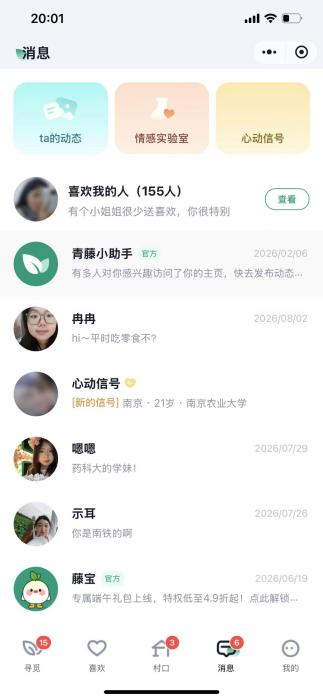 20:01
消息
ta的动态
情感实验室
心动信号
喜欢我的人（155人）
有个小姐姐很少送喜欢，你很特别
查看
青藤小助手 官方 2026/02/06
有多人对你感兴趣访问了你的主页，快去发布动态...
冉冉 2026/08/02
hi～平时吃零食不?
心动信号
[新的信号] 南京 · 21岁 · 南京农业大学
嗯嗯 2026/07/29
药科大的学妹！
示耳 2026/07/26
你是南铁的啊
藤宝 官方 2026/06/19
专属端午礼包上线，特权低至4.9折起！点此解锁...
15
3
6
寻觅
喜欢
村口
消息
我的